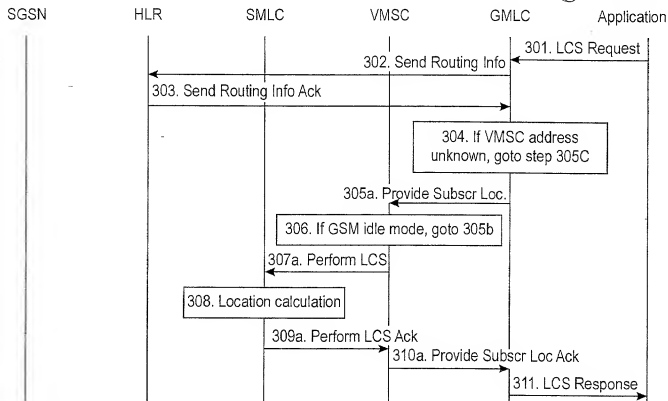 SGSN HLR SMLC VMSC GMLC Application
301. LCS Request
302. Send Routing Info
303. Send Routing Info Ack
304. If VMSC address
unknown, goto step 305C
305a. Provide Subscr Loc.
306. If GSM idle mode, goto 305b
307a. Perform LCS
308. Location calculation
309a. Perform LCS Ack
310a. Provide Subscr Loc Ack
311. LCS Response